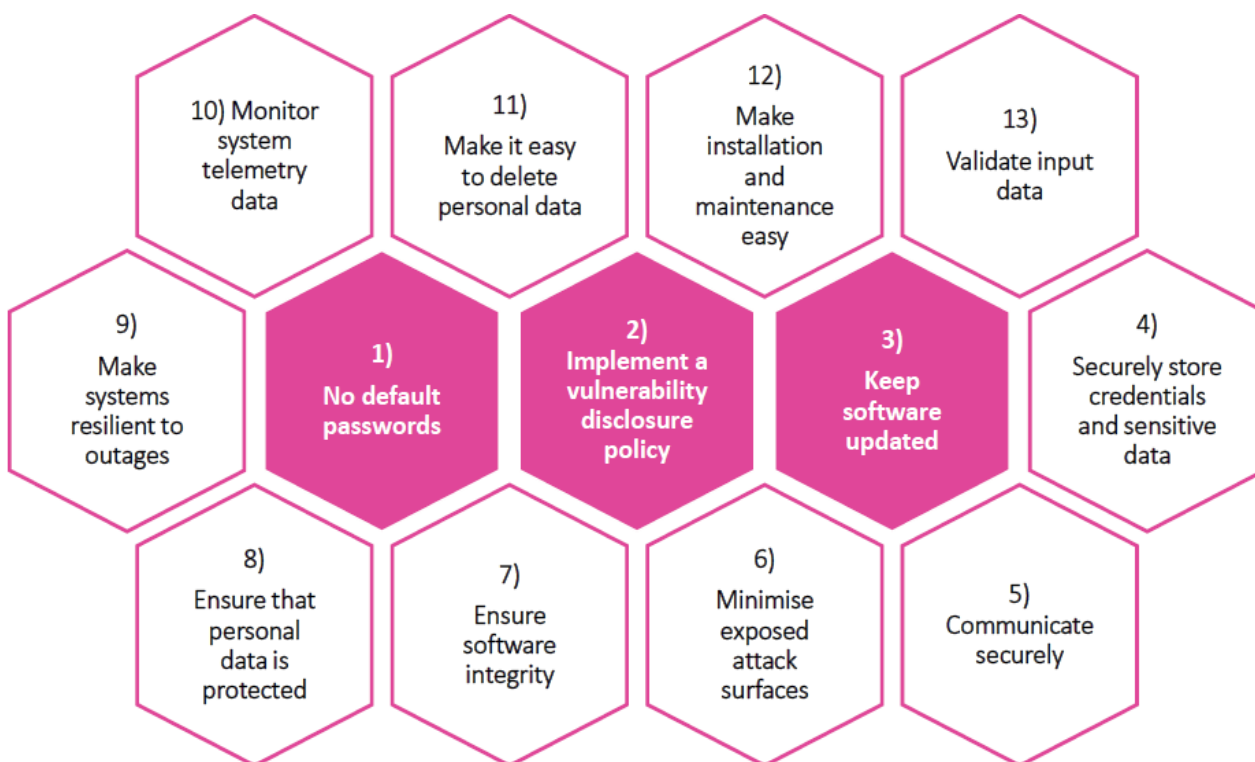 10) Monitor
system
telemetry
data
11)
Make it easy
to delete
personal data
12)
Make
installation
and
maintenance
easy
13)
Validate input
data
9)
Make
systems
resilient to
outages
1)
No default
passwords
2)
Implement a
vulnerability
disclosure
policy
3)
Keep
software
updated
4)
Securely store
credentials
and sensitive
data
8)
Ensure that
personal
data is
protected
7)
Ensure
software
integrity
6)
Minimise
exposed
attack
surfaces
5)
Communicate
securely